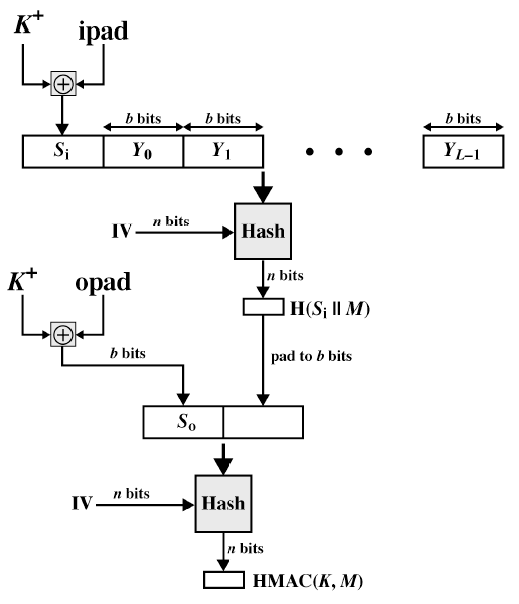 K⁺ ipad
b bits b bits b bits
Sᵢ Y₀ Y₁ • • • Y_L−1
IV n bits Hash
n bits
H(Sᵢ || M)
K⁺ opad
b bits pad to b bits
Sₒ
IV n bits Hash
n bits
HMAC(K, M)